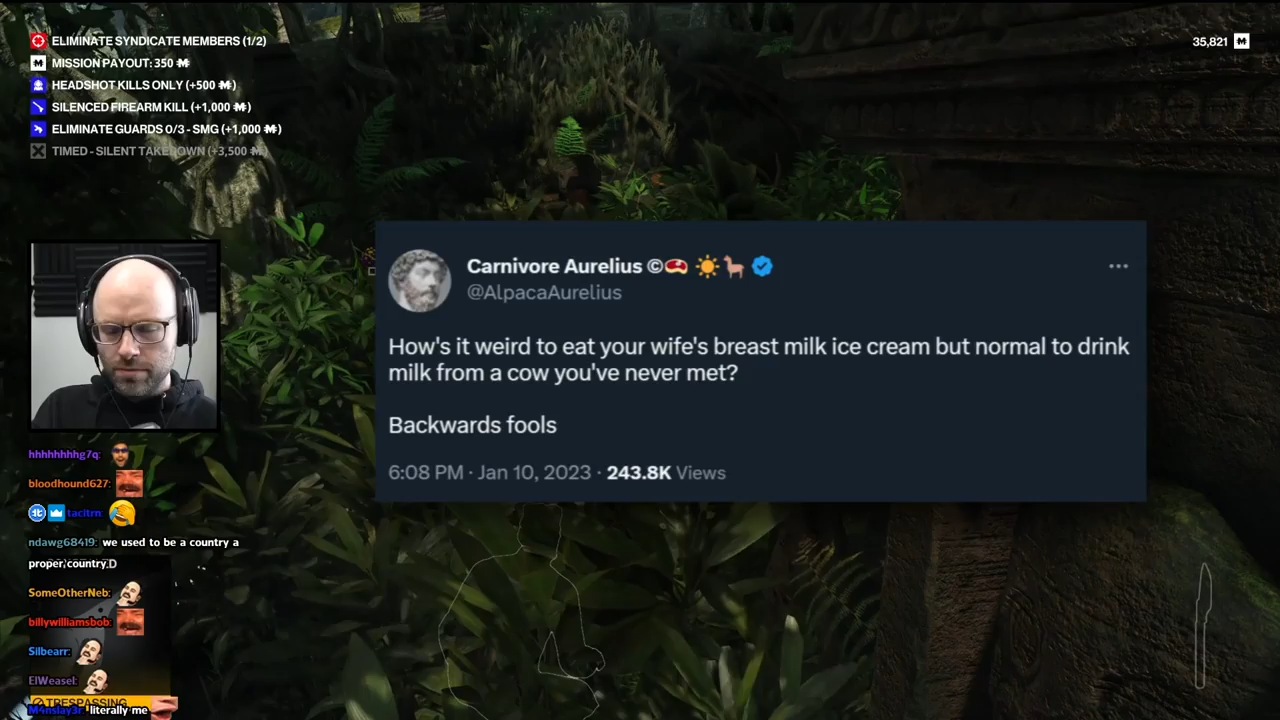 ELIMINATE SYNDICATE MEMBERS (1/2)
MISSION PAYOUT: 350
HEADSHOT KILLS ONLY (+500)
SILENCED FIREARM KILL (+1,000)
ELIMINATE GUARDS 0/3 - SMG (+1,000)
TIMED - SILENT TAKEDOWN (+3,500)
35,821
Carnivore Aurelius ©
@AlpacaAurelius
How's it weird to eat your wife's breast milk ice cream but normal to drink
milk from a cow you've never met?
Backwards fools
6:08 PM · Jan 10, 2023 · 243.8K Views
hhhhhhhhg7q:
bloodhound627:
tacitrn:
ndawg68419: we used to be a country a
proper country
SomeOtherNeb:
billywilliamsbob:
Silbearr:
ElWeasel:
TRESPASSING
M4nslay3r: literally me